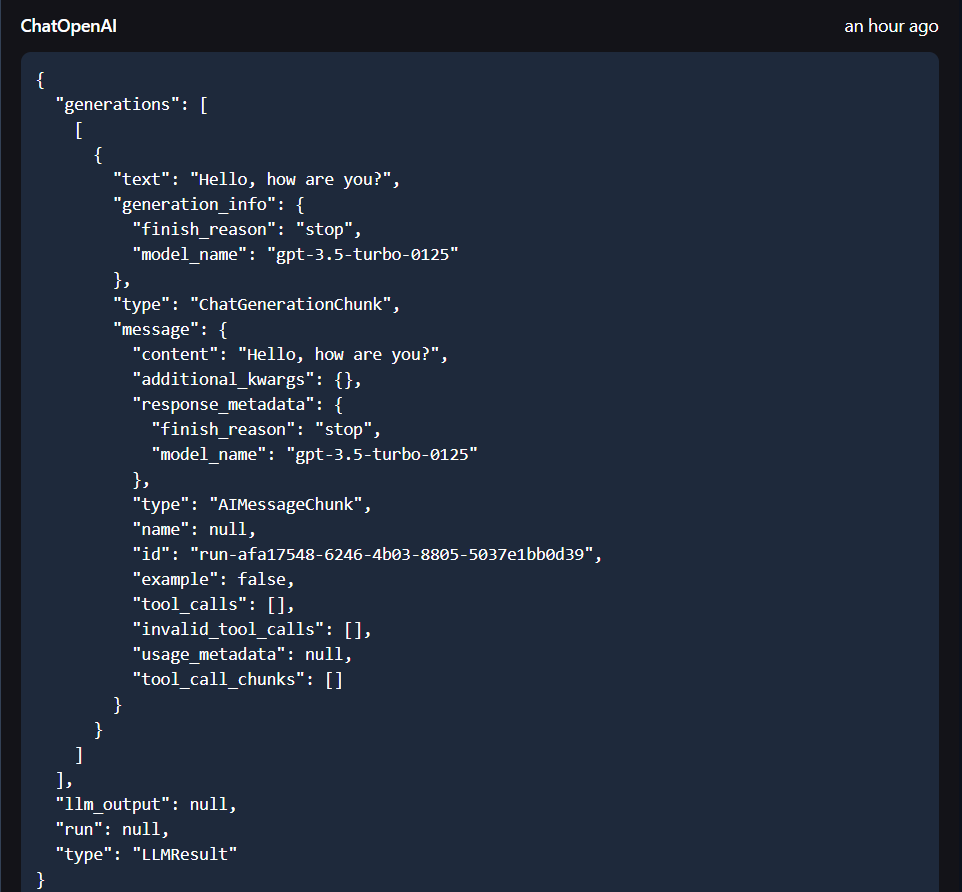 ChatOpenAI
an hour ago
{
  "generations": [
    [
      {
        "text": "Hello, how are you?",
        "generation_info": {
          "finish_reason": "stop",
          "model_name": "gpt-3.5-turbo-0125"
        },
        "type": "ChatGenerationChunk",
        "message": {
          "content": "Hello, how are you?",
          "additional_kwargs": {},
          "response_metadata": {
            "finish_reason": "stop",
            "model_name": "gpt-3.5-turbo-0125"
          },
          "type": "AIMessageChunk",
          "name": null,
          "id": "run-afa17548-6246-4b03-8805-5037e1bb0d39",
          "example": false,
          "tool_calls": [],
          "invalid_tool_calls": [],
          "usage_metadata": null,
          "tool_call_chunks": []
        }
      }
    ]
  ],
  "llm_output": null,
  "run": null,
  "type": "LLMResult"
}